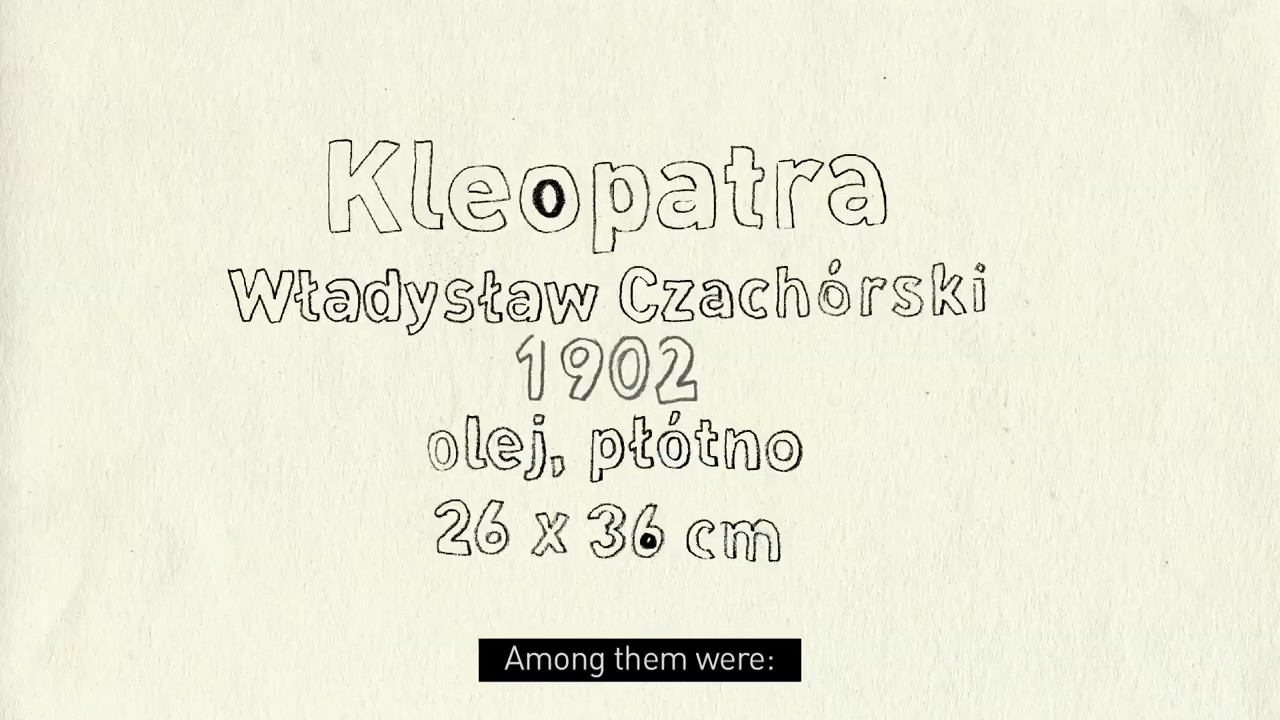 Kleopatra
Władysław Czachórski
1902
olej, płótno
26 x 36 cm
Among them were: